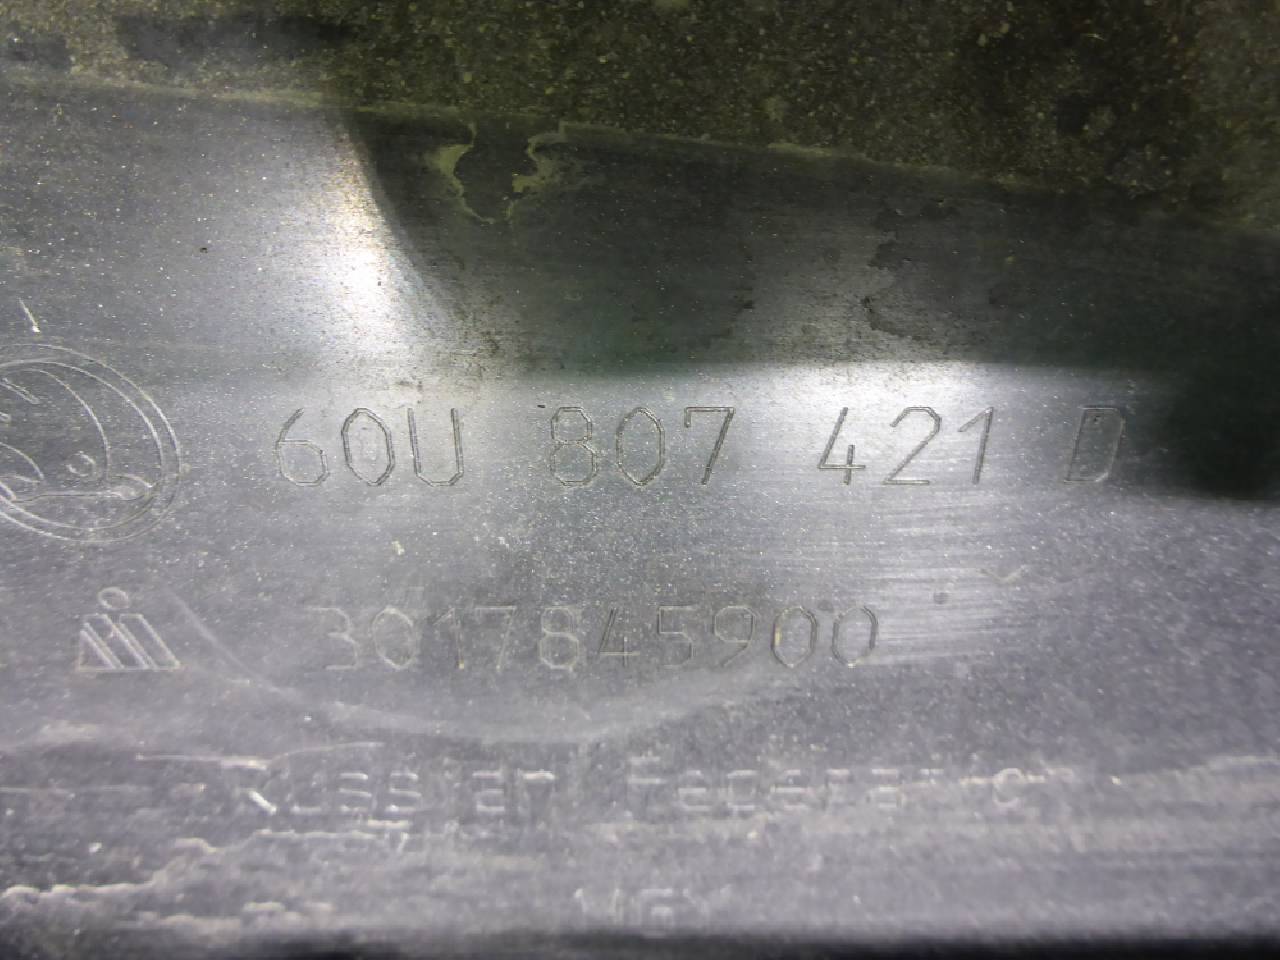 60U 807 421 D
3017845900
Russian Federation